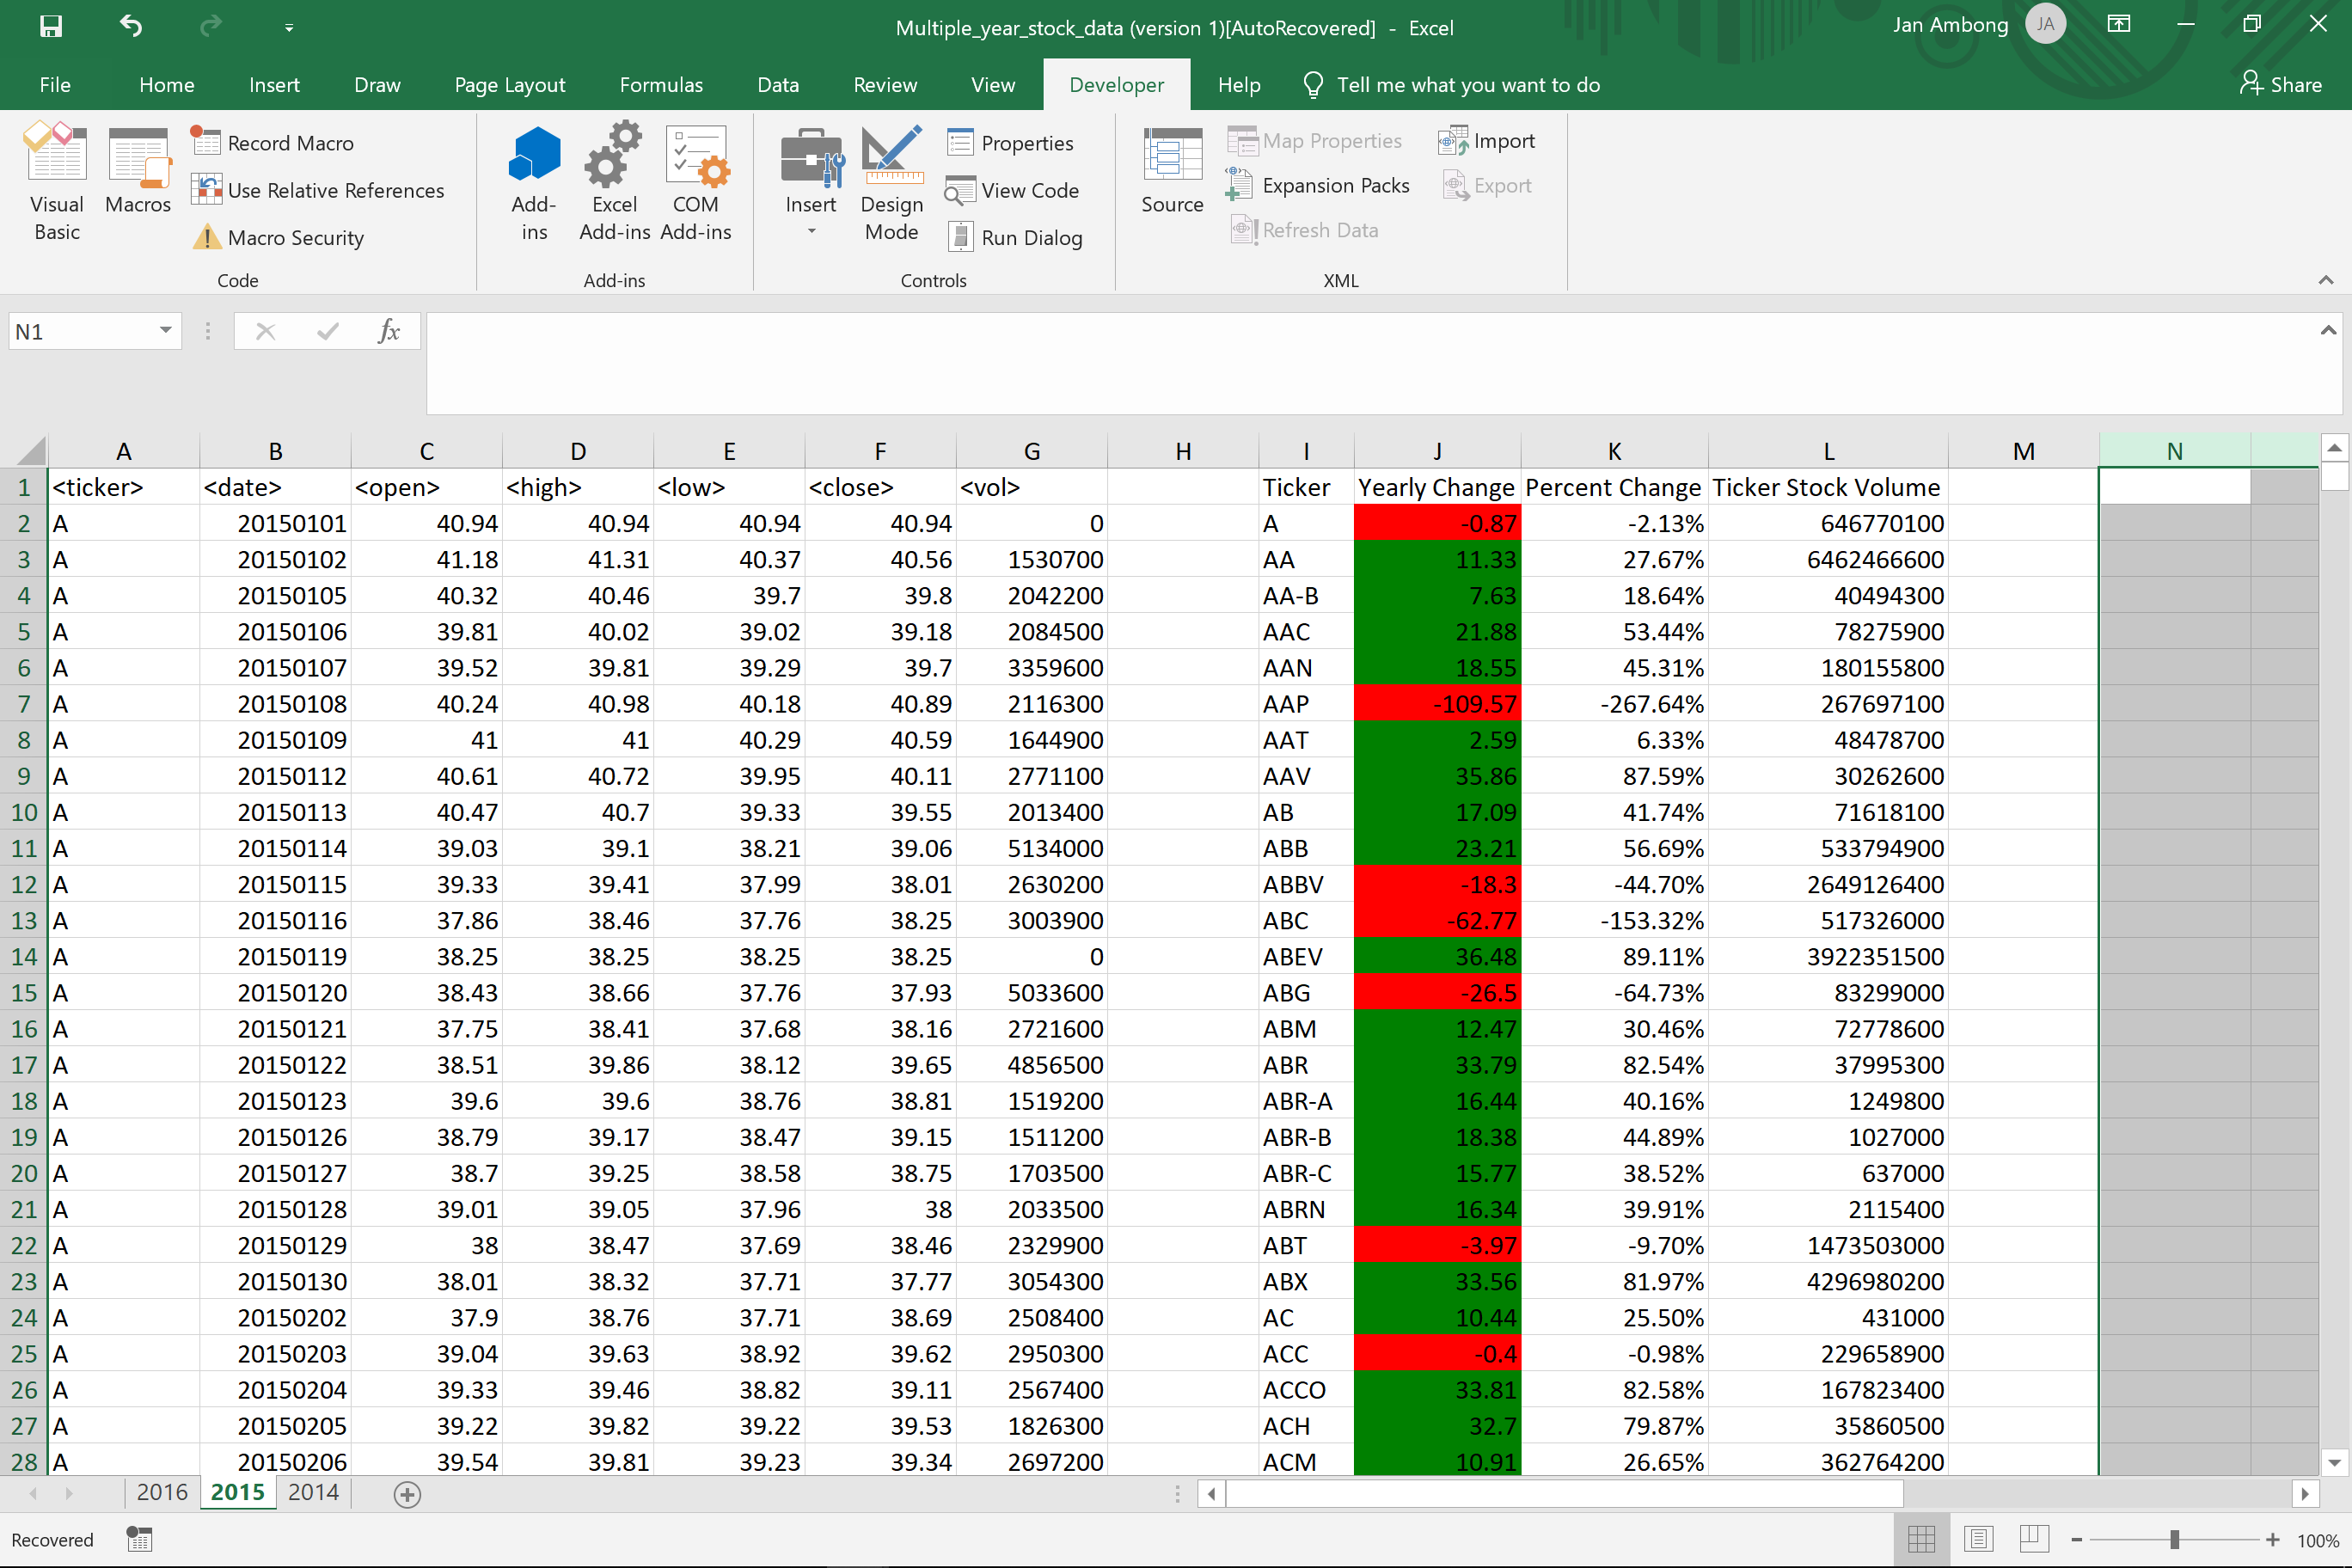 Multiple_year_stock_data (version 1)[AutoRecovered] - Excel
Jan Ambong JA
File Home Insert Draw Page Layout Formulas Data Review View Developer Help Tell me what you want to do Share
Visual Basic
Macros
Record Macro
Use Relative References
Macro Security
Code
Add-ins
Excel Add-ins
COM Add-ins
Add-ins
Insert
Design Mode
Properties
View Code
Run Dialog
Controls
Source
Map Properties
Expansion Packs
Refresh Data
Import
Export
XML
N1 fx
A B C D E F G H I J K L M N
1 <ticker> <date> <open> <high> <low> <close> <vol> Ticker Yearly Change Percent Change Ticker Stock Volume
2 A 20150101 40.94 40.94 40.94 40.94 0 A -0.87 -2.13% 646770100
3 A 20150102 41.18 41.31 40.37 40.56 1530700 AA 11.33 27.67% 6462466600
4 A 20150105 40.32 40.46 39.7 39.8 2042200 AA-B 7.63 18.64% 40494300
5 A 20150106 39.81 40.02 39.02 39.18 2084500 AAC 21.88 53.44% 78275900
6 A 20150107 39.52 39.81 39.29 39.7 3359600 AAN 18.55 45.31% 180155800
7 A 20150108 40.24 40.98 40.18 40.89 2116300 AAP -109.57 -267.64% 267697100
8 A 20150109 41 41 40.29 40.59 1644900 AAT 2.59 6.33% 48478700
9 A 20150112 40.61 40.72 39.95 40.11 2771100 AAV 35.86 87.59% 30262600
10 A 20150113 40.47 40.7 39.33 39.55 2013400 AB 17.09 41.74% 71618100
11 A 20150114 39.03 39.1 38.21 39.06 5134000 ABB 23.21 56.69% 533794900
12 A 20150115 39.33 39.41 37.99 38.01 2630200 ABBV -18.3 -44.70% 2649126400
13 A 20150116 37.86 38.46 37.76 38.25 3003900 ABC -62.77 -153.32% 517326000
14 A 20150119 38.25 38.25 38.25 38.25 0 ABEV 36.48 89.11% 3922351500
15 A 20150120 38.43 38.66 37.76 37.93 5033600 ABG -26.5 -64.73% 83299000
16 A 20150121 37.75 38.41 37.68 38.16 2721600 ABM 12.47 30.46% 72778600
17 A 20150122 38.51 39.86 38.12 39.65 4856500 ABR 33.79 82.54% 37995300
18 A 20150123 39.6 39.6 38.76 38.81 1519200 ABR-A 16.44 40.16% 1249800
19 A 20150126 38.79 39.17 38.47 39.15 1511200 ABR-B 18.38 44.89% 1027000
20 A 20150127 38.7 39.25 38.58 38.75 1703500 ABR-C 15.77 38.52% 637000
21 A 20150128 39.01 39.05 37.96 38 2033500 ABRN 16.34 39.91% 2115400
22 A 20150129 38 38.47 37.69 38.46 2329900 ABT -3.97 -9.70% 1473503000
23 A 20150130 38.01 38.32 37.71 37.77 3054300 ABX 33.56 81.97% 4296980200
24 A 20150202 37.9 38.76 37.71 38.69 2508400 AC 10.44 25.50% 431000
25 A 20150203 39.04 39.63 38.92 39.62 2950300 ACC -0.4 -0.98% 229658900
26 A 20150204 39.33 39.46 38.82 39.11 2567400 ACCO 33.81 82.58% 167823400
27 A 20150205 39.22 39.82 39.22 39.53 1826300 ACH 32.7 79.87% 35860500
28 A 20150206 39.54 39.81 39.23 39.34 2697200 ACM 10.91 26.65% 362764200
2016 2015 2014
Recovered 100%